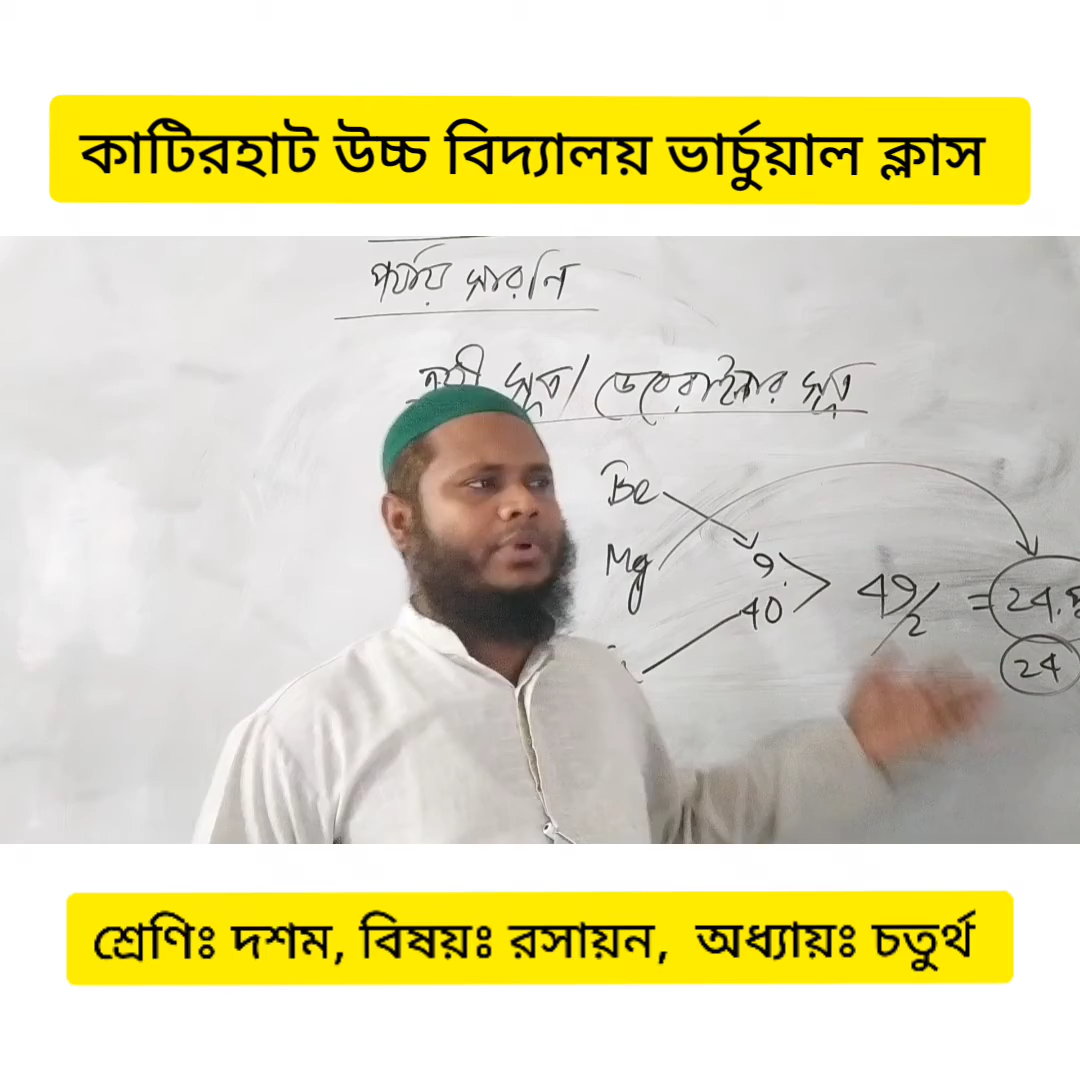 কাটিরহাট উচ্চ বিদ্যালয় ভার্চুয়াল ক্লাস
পর্যায় সারণি
ত্রয়ী সূত্র/ ডোবেরাইনার সূত্র
Be
Mg
9.
40
49/2
=24.
24
শ্রেণিঃ দশম, বিষয়ঃ রসায়ন, অধ্যায়ঃ চতুর্থ